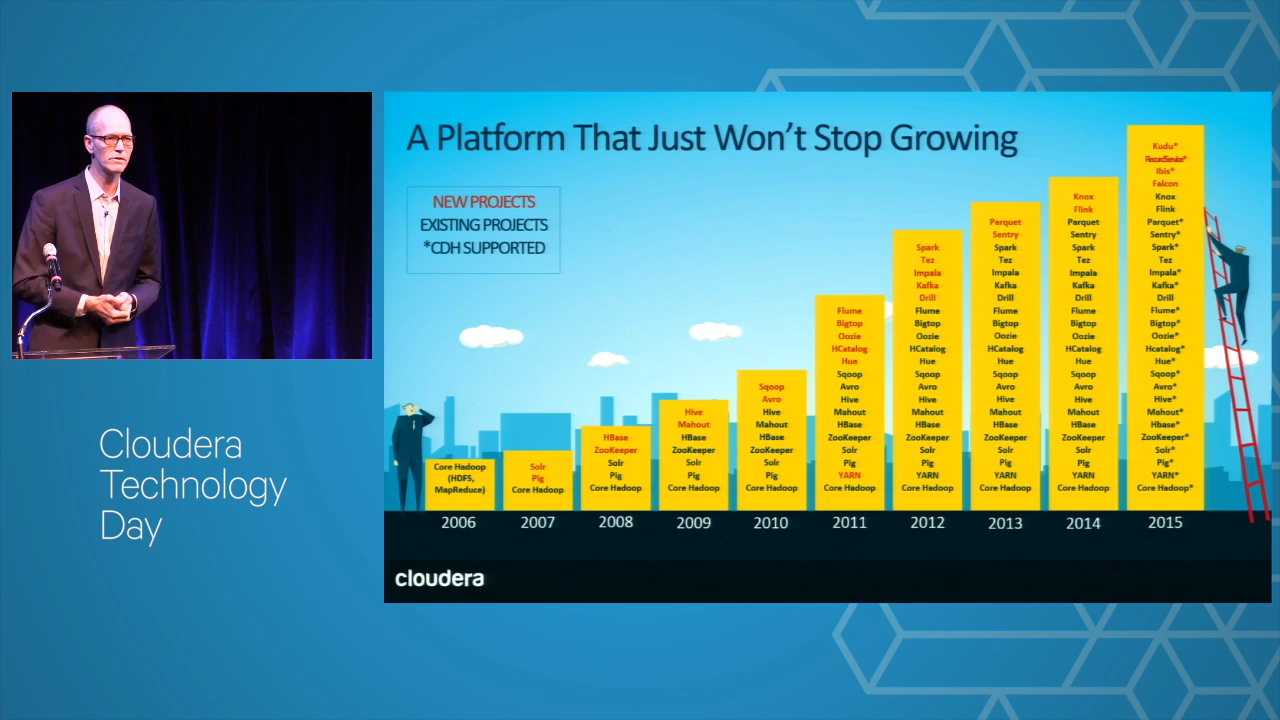 A Platform That Just Won't Stop Growing
NEW PROJECTS
EXISTING PROJECTS
*CDH SUPPORTED
Core Hadoop
(HDFS,
MapReduce)
2006
Solr
Pig
Core Hadoop
2007
HBase
ZooKeeper
Solr
Pig
Core Hadoop
2008
Hive
Mahout
HBase
ZooKeeper
Solr
Pig
Core Hadoop
2009
Sqoop
Avro
Hive
Mahout
HBase
ZooKeeper
Solr
Pig
Core Hadoop
2010
Flume
Bigtop
Oozie
HCatalog
Hue
Sqoop
Avro
Hive
Mahout
HBase
ZooKeeper
Solr
Pig
YARN
Core Hadoop
2011
Spark
Tez
Impala
Kafka
Drill
Flume
Bigtop
Oozie
HCatalog
Hue
Sqoop
Avro
Hive
Mahout
HBase
ZooKeeper
Solr
Pig
YARN
Core Hadoop
2012
Parquet
Sentry
Spark
Tez
Impala
Kafka
Drill
Flume
Bigtop
Oozie
HCatalog
Hue
Sqoop
Avro
Hive
Mahout
HBase
ZooKeeper
Solr
Pig
YARN
Core Hadoop
2013
Knox
Flink
Parquet
Sentry
Spark
Tez
Impala
Kafka
Drill
Flume
Bigtop
Oozie
HCatalog
Hue
Sqoop
Avro
Hive
Mahout
HBase
ZooKeeper
Solr
Pig
YARN
Core Hadoop
2014
Kudu*
RecordService*
Ibis*
Falcon
Knox
Flink
Parquet*
Sentry*
Spark*
Tez
Impala*
Kafka*
Drill
Flume*
Bigtop*
Oozie*
Hcatalog*
Hue*
Sqoop*
Avro*
Hive*
Mahout*
Hbase*
ZooKeeper*
Solr*
Pig*
YARN*
Core Hadoop*
2015
cloudera
Cloudera
Technology
Day